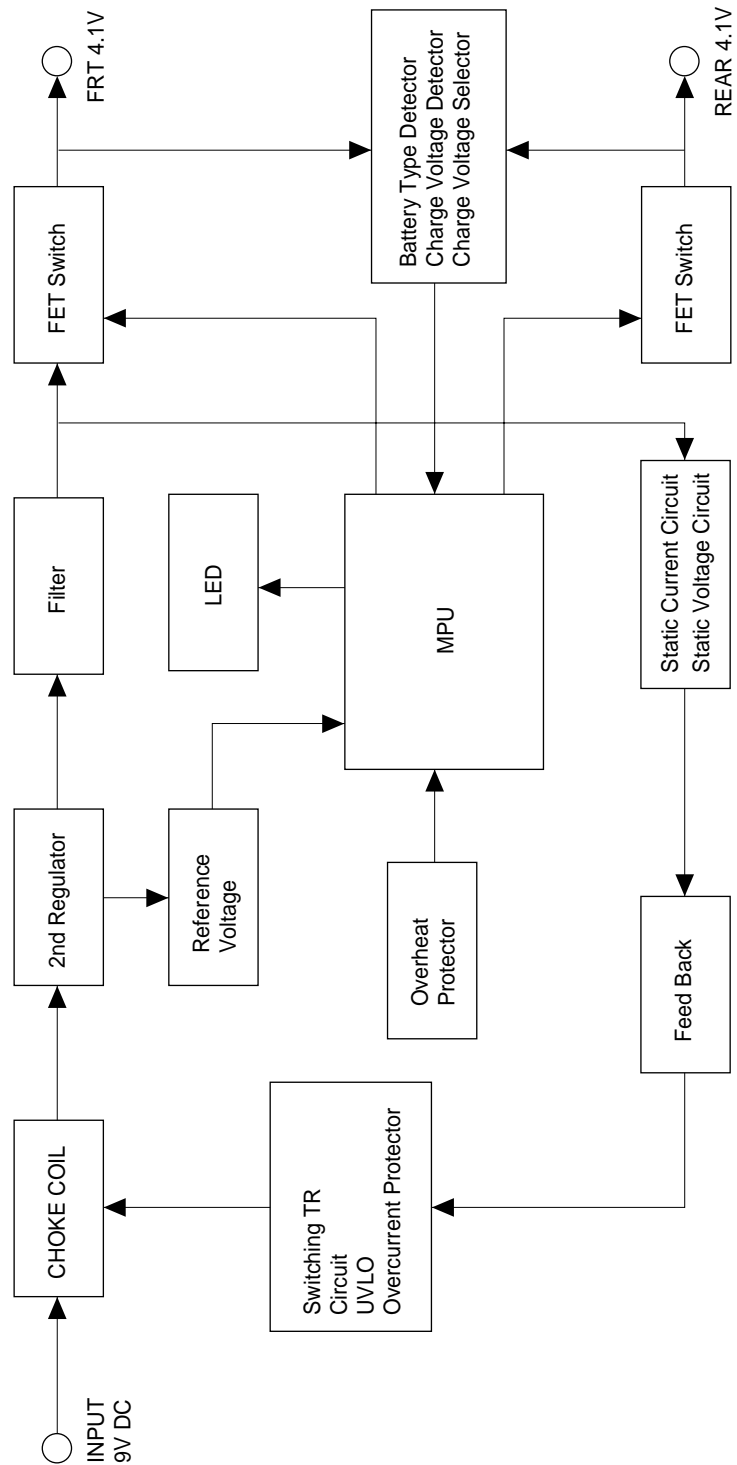 INPUT
9V DC
CHOKE COIL
2nd Regulator
Filter
FET Switch
FRT 4.1V
Reference
Voltage
LED
Switching TR
Circuit
UVLO
Overcurrent Protector
Overheat
Protector
MPU
Battery Type Detector
Charge Voltage Detector
Charge Voltage Selector
Feed Back
Static Current Circuit
Static Voltage Circuit
FET Switch
REAR 4.1V